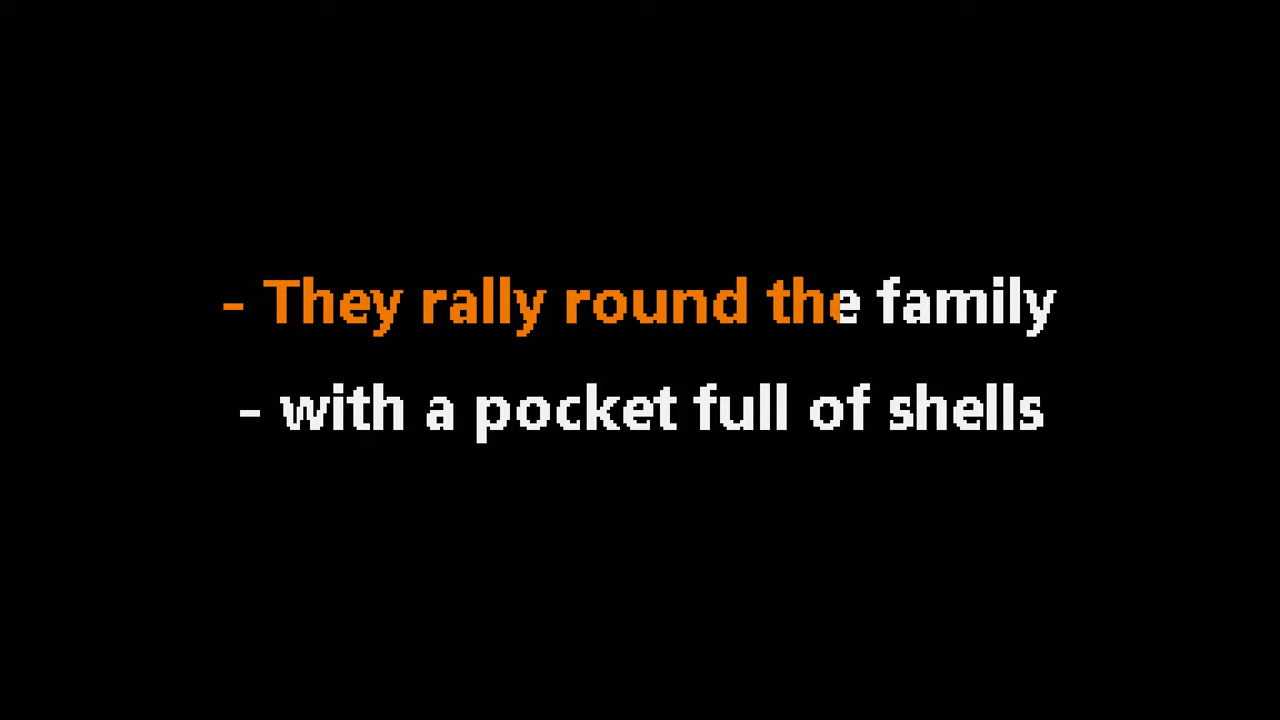 - They rally round the family
- with a pocket full of shells